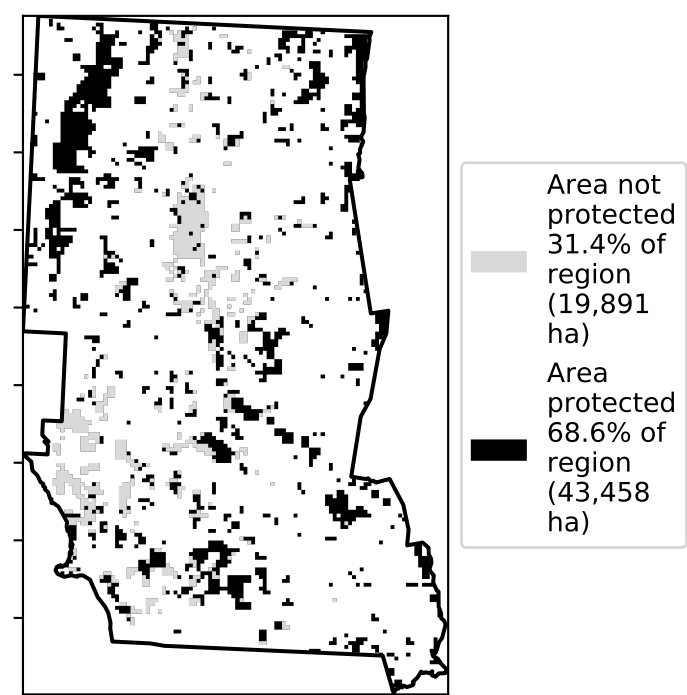 Area not
protected
31.4% of
region
(19,891
ha)
Area
protected
68.6% of
region
(43,458
ha)